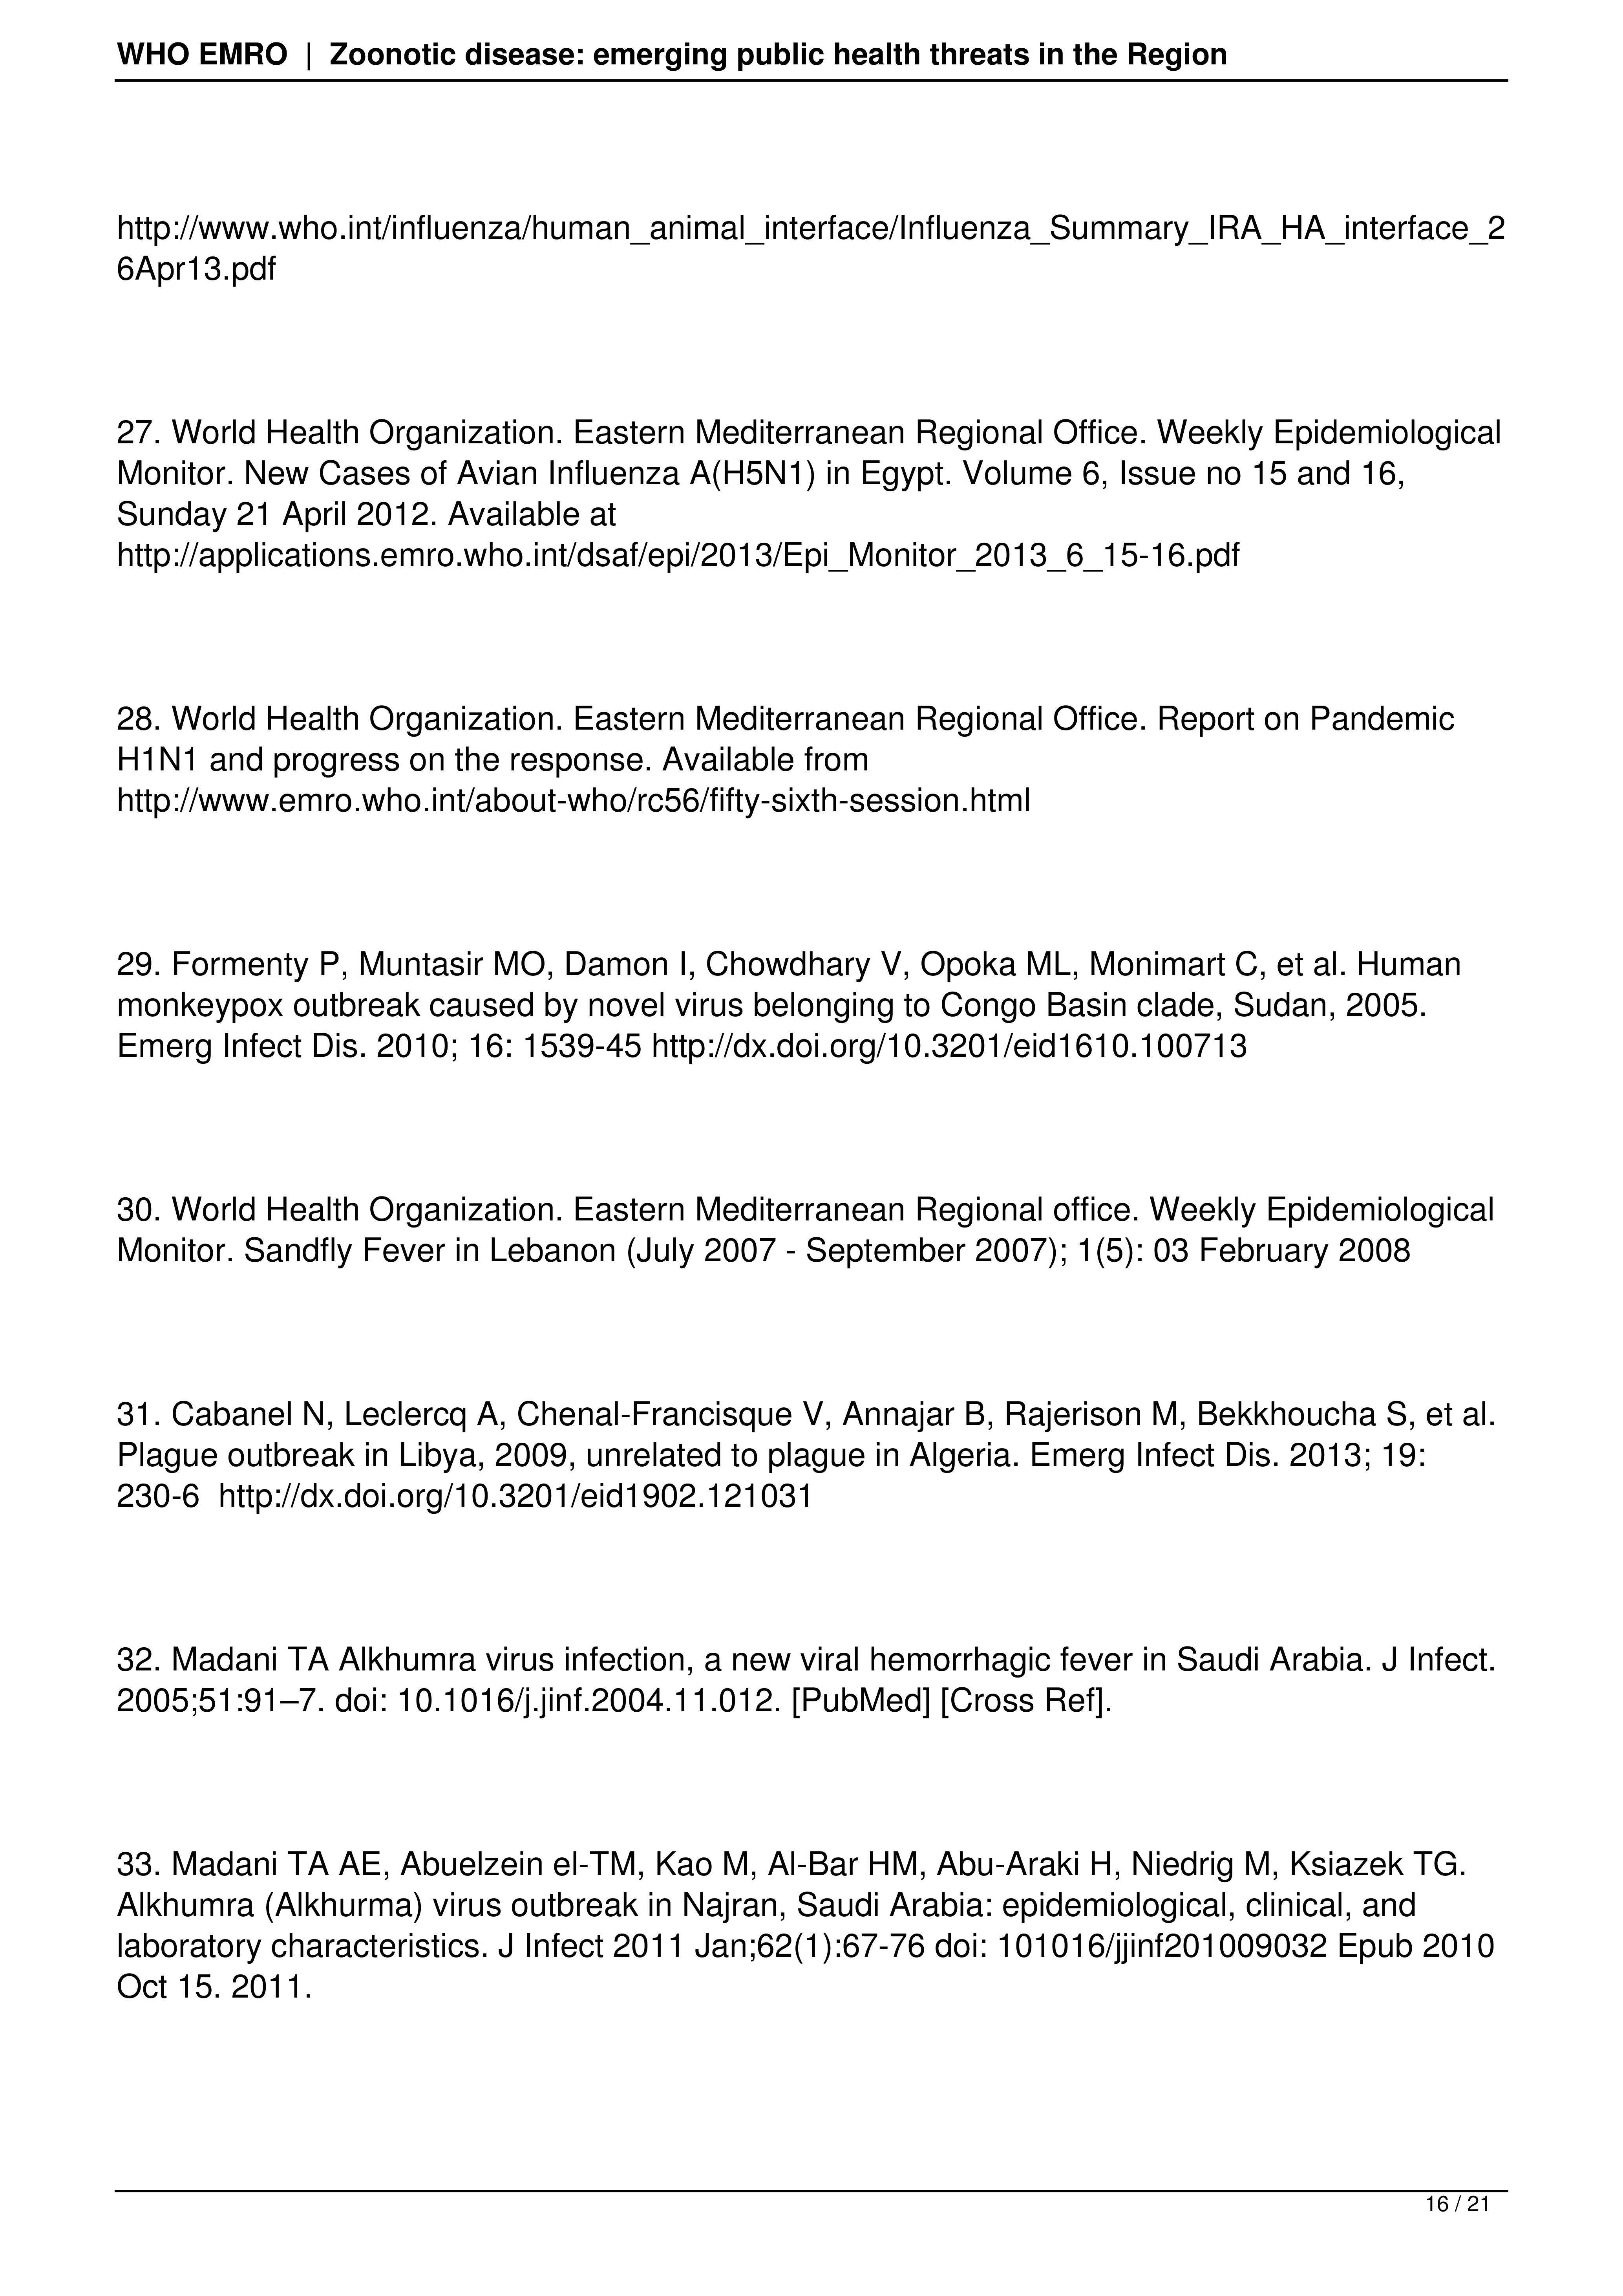 WHO EMRO | Zoonotic disease: emerging public health threats in the Region
http://www.who.int/influenza/human_animal_interface/Influenza_Summary_IRA_HA_interface_2
6Apr13.pdf
27. World Health Organization. Eastern Mediterranean Regional Office. Weekly Epidemiological
Monitor. New Cases of Avian Influenza A(H5N1) in Egypt. Volume 6, Issue no 15 and 16,
Sunday 21 April 2012. Available at
http://applications.emro.who.int/dsaf/epi/2013/Epi_Monitor_2013_6_15-16.pdf
28. World Health Organization. Eastern Mediterranean Regional Office. Report on Pandemic
H1N1 and progress on the response. Available from
http://www.emro.who.int/about-who/rc56/fifty-sixth-session.html
29. Formenty P, Muntasir MO, Damon I, Chowdhary V, Opoka ML, Monimart C, et al. Human
monkeypox outbreak caused by novel virus belonging to Congo Basin clade, Sudan, 2005.
Emerg Infect Dis. 2010; 16: 1539-45 http://dx.doi.org/10.3201/eid1610.100713
30. World Health Organization. Eastern Mediterranean Regional office. Weekly Epidemiological
Monitor. Sandfly Fever in Lebanon (July 2007 - September 2007); 1(5): 03 February 2008
31. Cabanel N, Leclercq A, Chenal-Francisque V, Annajar B, Rajerison M, Bekkhoucha S, et al.
Plague outbreak in Libya, 2009, unrelated to plague in Algeria. Emerg Infect Dis. 2013; 19:
230-6 http://dx.doi.org/10.3201/eid1902.121031
32. Madani TA Alkhumra virus infection, a new viral hemorrhagic fever in Saudi Arabia. J Infect.
2005;51:91–7. doi: 10.1016/j.jinf.2004.11.012. [PubMed] [Cross Ref].
33. Madani TA AE, Abuelzein el-TM, Kao M, Al-Bar HM, Abu-Araki H, Niedrig M, Ksiazek TG.
Alkhumra (Alkhurma) virus outbreak in Najran, Saudi Arabia: epidemiological, clinical, and
laboratory characteristics. J Infect 2011 Jan;62(1):67-76 doi: 101016/jjinf201009032 Epub 2010
Oct 15. 2011.
16 / 21